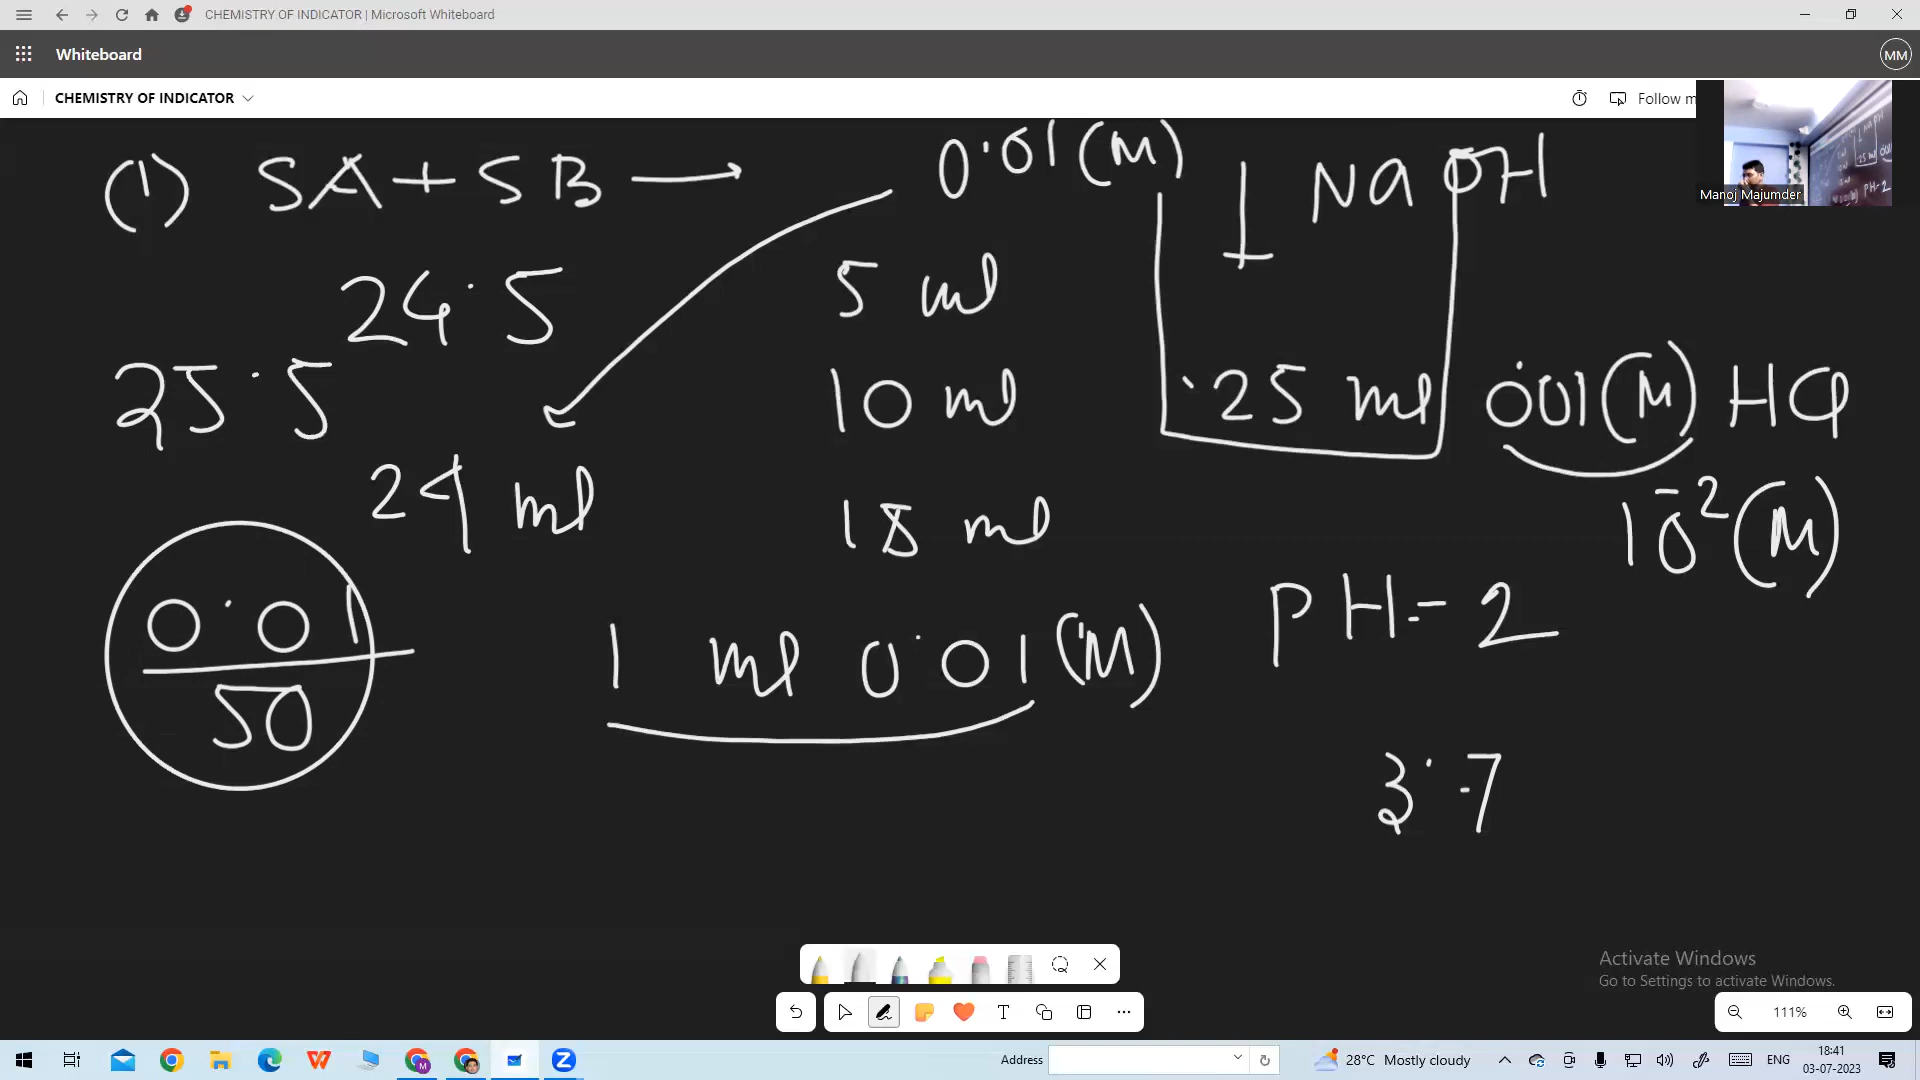 CHEMISTRY OF INDICATOR | Microsoft Whiteboard
Whiteboard
MM
CHEMISTRY OF INDICATOR
Follow m
Manoj Majumder
(1) SA + SB → 0.01 (M) NaOH
24.5
5 ml
25.5
10 ml
.25 ml 0.01 (M) HCl
24 ml
18 ml
10⁻² (M)
0.01
50
1 ml 0.01 (M)
PH = 2
3.7
Activate Windows
Go to Settings to activate Windows.
111%
Address
28°C Mostly cloudy
ENG
18:41
03-07-2023